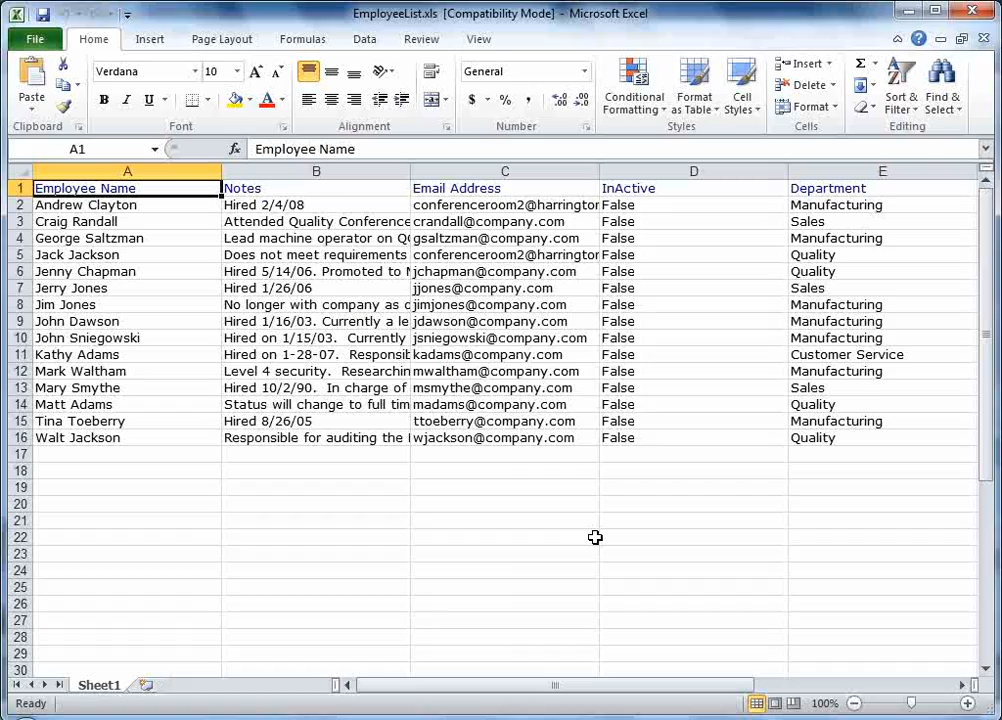 EmployeeList.xls [Compatibility Mode] – Microsoft Excel
File Home Insert Page Layout Formulas Data Review View
Paste
Clipboard
Verdana 10
B I U A
Font
Alignment
General
$ % ,
Number
Conditional Formatting
Format as Table
Cell Styles
Styles
Insert
Delete
Format
Cells
Σ
Sort & Filter
Find & Select
Editing
A1 fx Employee Name
A B C D E
1 Employee Name Notes Email Address InActive Department
2 Andrew Clayton Hired 2/4/08 conferenceroom2@harrington False Manufacturing
3 Craig Randall Attended Quality Conference crandall@company.com False Sales
4 George Saltzman Lead machine operator on QC gsaltzman@company.com False Manufacturing
5 Jack Jackson Does not meet requirements conferenceroom2@harrington False Quality
6 Jenny Chapman Hired 5/14/06. Promoted to M jchapman@company.com False Quality
7 Jerry Jones Hired 1/26/06 jjones@company.com False Sales
8 Jim Jones No longer with company as o jimjones@company.com False Manufacturing
9 John Dawson Hired 1/16/03. Currently a le jdawson@company.com False Manufacturing
10 John Sniegowski Hired on 1/15/03. Currently jsniegowski@company.com False Manufacturing
11 Kathy Adams Hired on 1-28-07. Responsib kadams@company.com False Customer Service
12 Mark Waltham Level 4 security. Researchin mwaltham@company.com False Manufacturing
13 Mary Smythe Hired 10/2/90. In charge of msmythe@company.com False Sales
14 Matt Adams Status will change to full tim madams@company.com False Quality
15 Tina Toeberry Hired 8/26/05 ttoeberry@company.com False Manufacturing
16 Walt Jackson Responsible for auditing the wjackson@company.com False Quality
17
18
19
20
21
22
23
24
25
26
27
28
29
30
Sheet1
Ready 100%